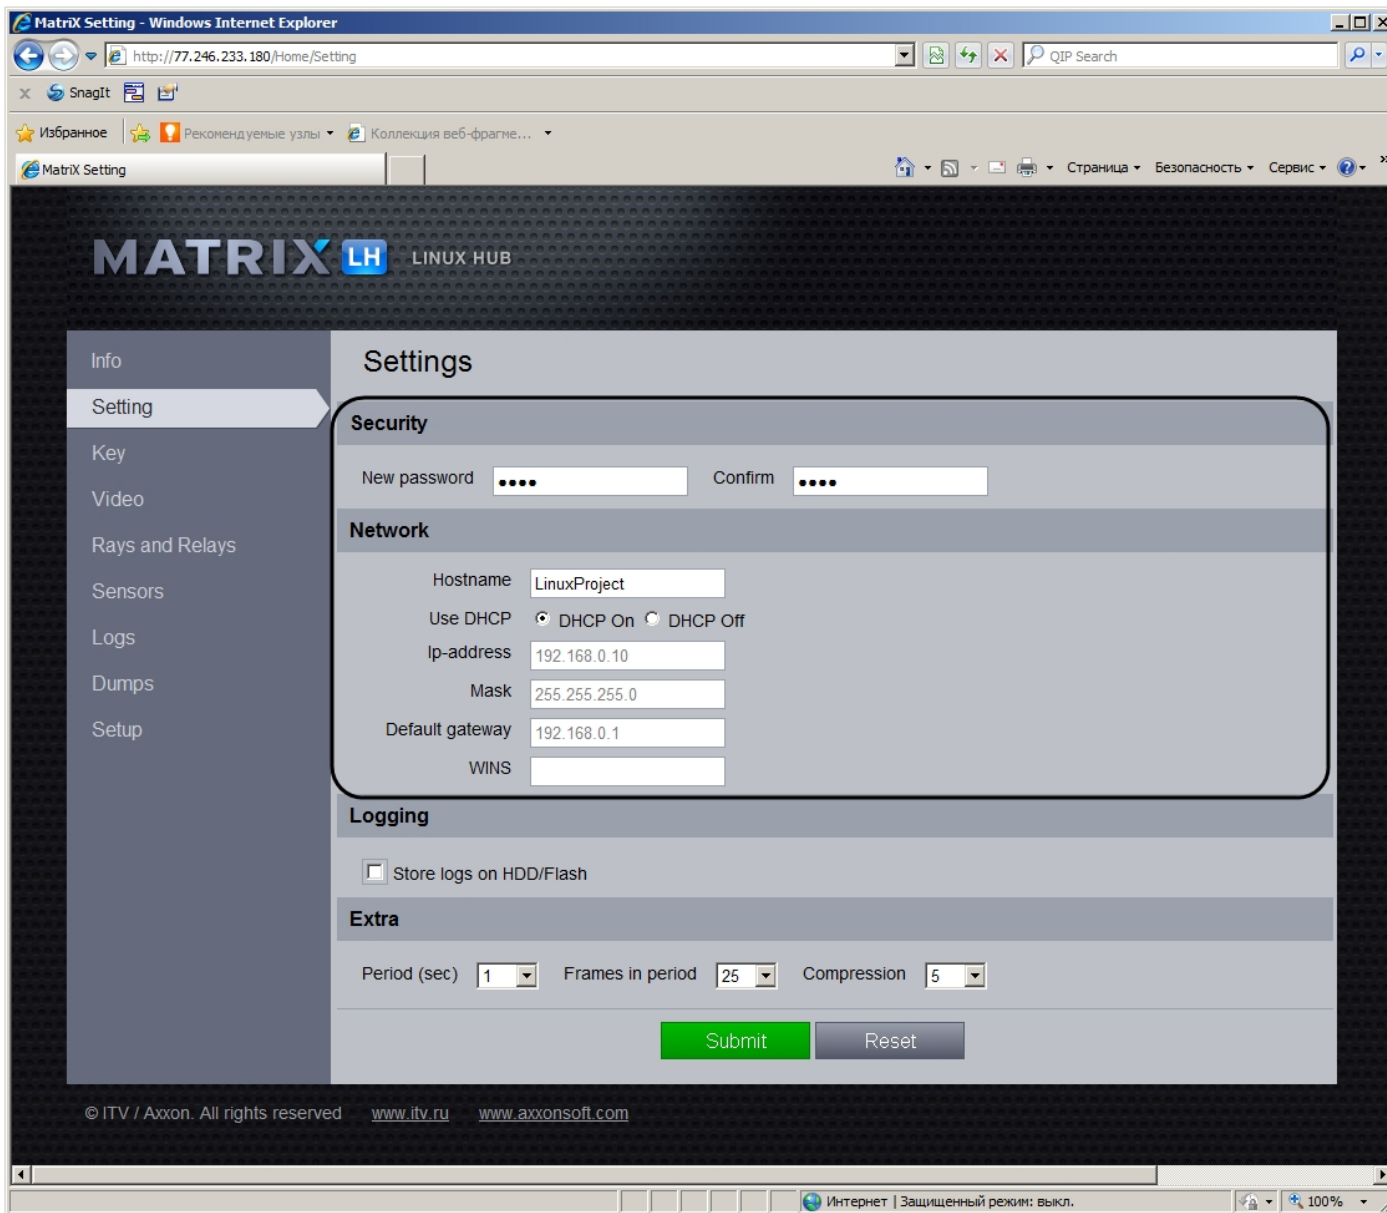 MatriX Setting - Windows Internet Explorer
http://77.246.233.180/Home/Setting
QIP Search
x SnagIt
Избранное Рекомендуемые узлы Коллекция веб-фрагме...
MatriX Setting
Страница Безопасность Сервис »
MATRIX LH LINUX HUB
Info
Setting
Key
Video
Rays and Relays
Sensors
Logs
Dumps
Setup
Settings
Security
New password •••• Confirm ••••
Network
Hostname LinuxProject
Use DHCP DHCP On DHCP Off
Ip-address 192.168.0.10
Mask 255.255.255.0
Default gateway 192.168.0.1
WINS
Logging
Store logs on HDD/Flash
Extra
Period (sec) 1 Frames in period 25 Compression 5
Submit Reset
© ITV / Axxon. All rights reserved www.itv.ru www.axxonsoft.com
Интернет | Защищенный режим: выкл. 100%